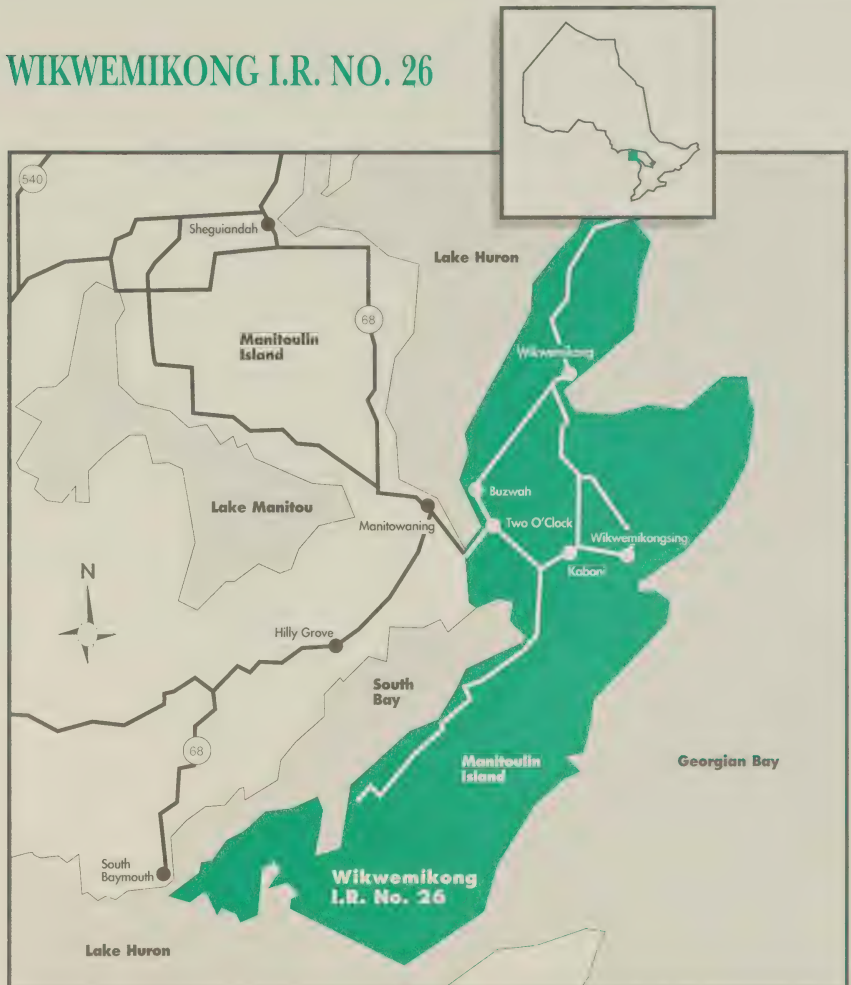 WIKWEMIKONG I.R. NO. 26
540
Sheguiandah
Lake Huron
68
Manitoulin
Island
Wikwemikong
Lake Manitou
Buzwah
Manitowaning
Two O'Clock
Wikwemikongsing
Kaboni
N
Hilly Grove
South
Bay
68
Manitoulin
Island
Georgian Bay
South
Baymouth
Wikwemikong
I.R. No. 26
Lake Huron